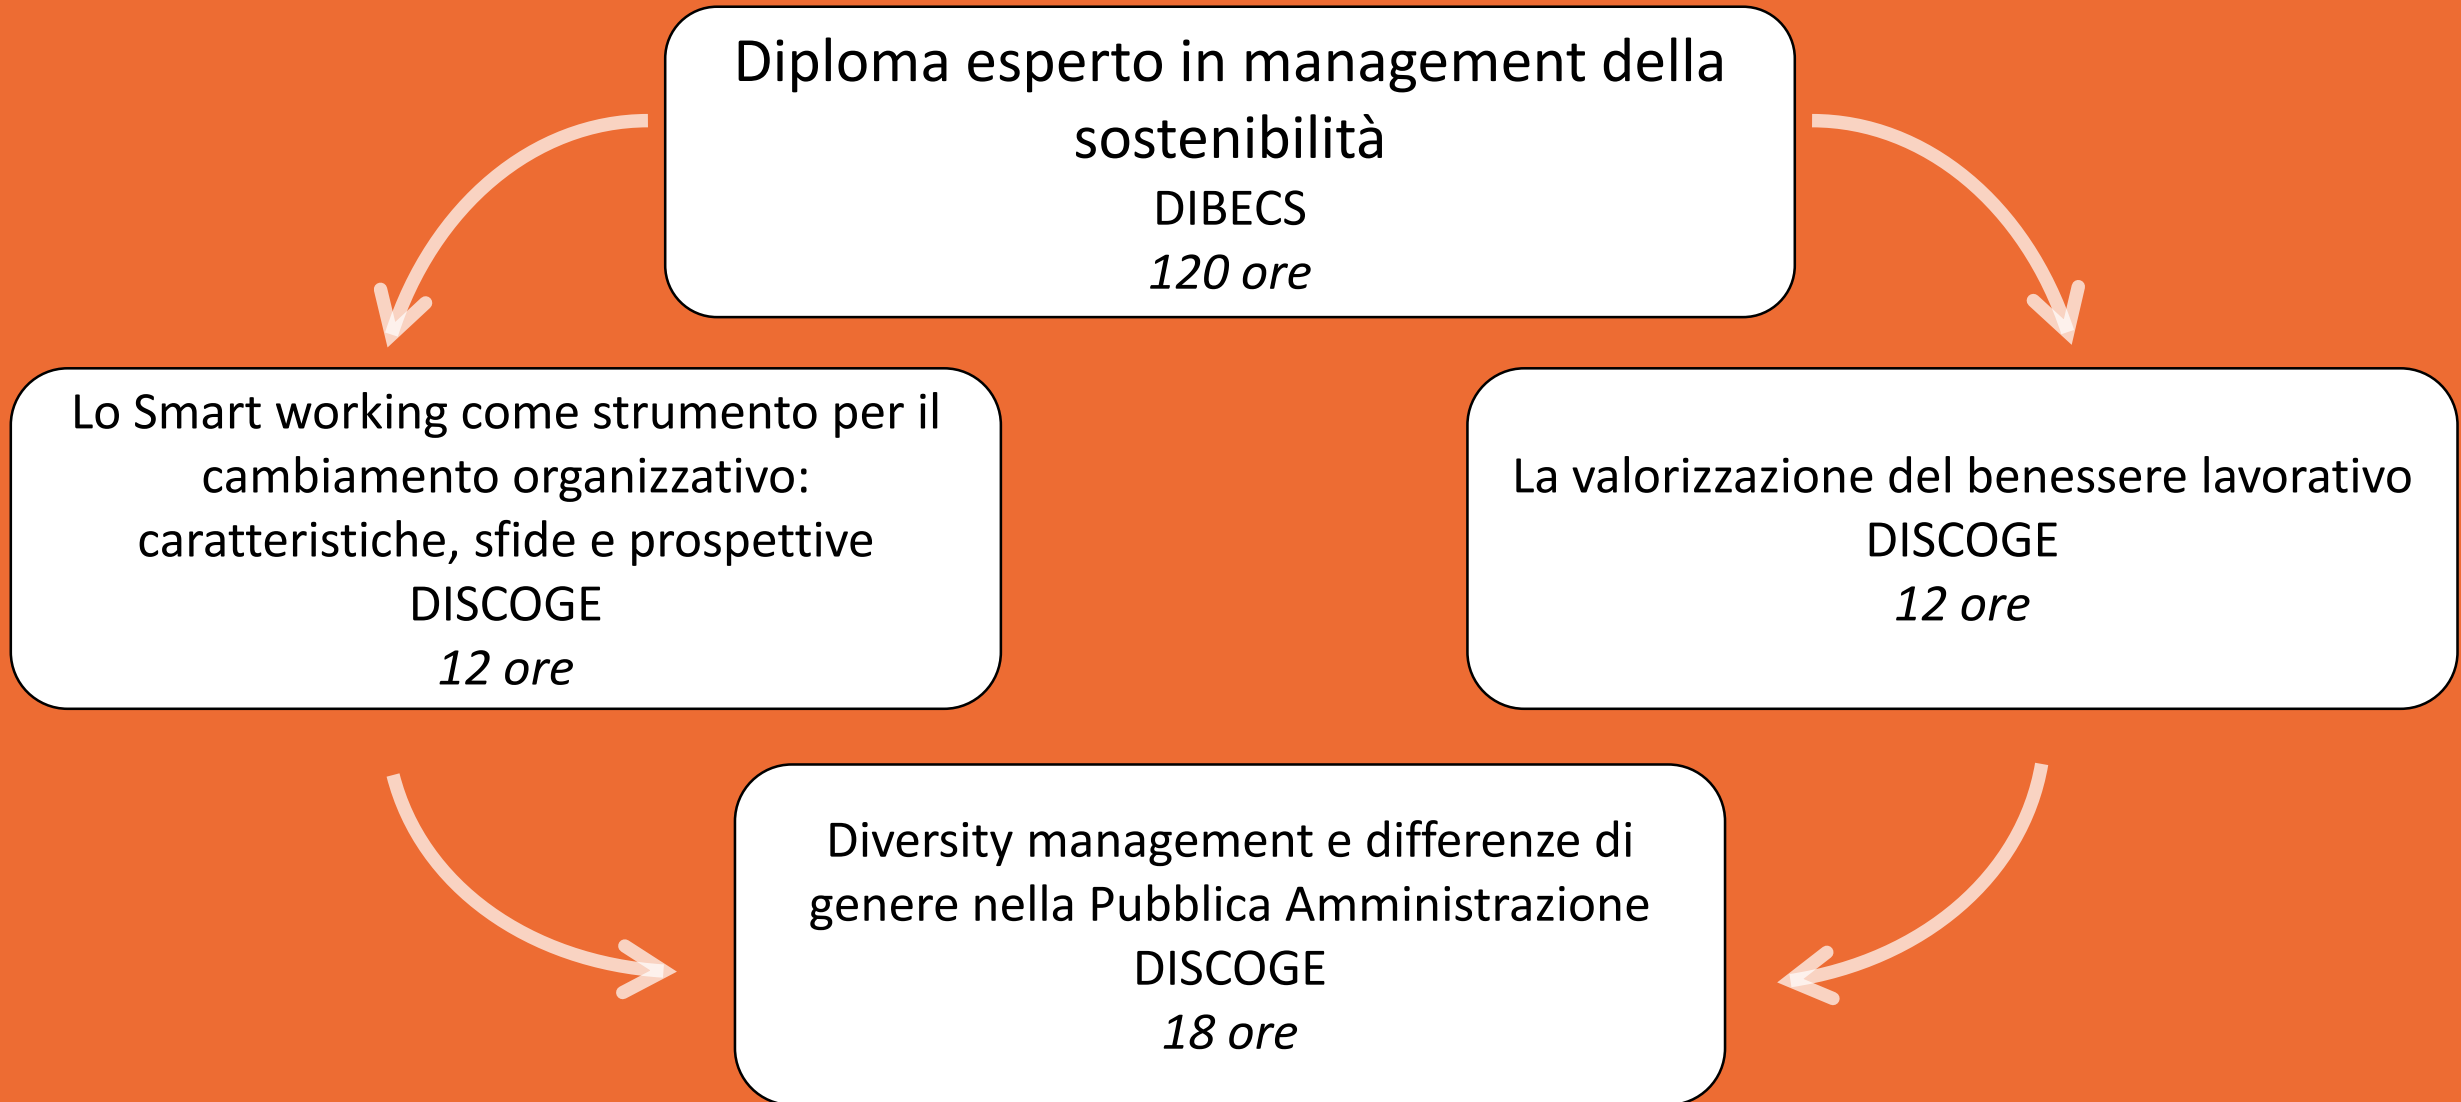 Diploma esperto in management della
sostenibilità
DIBECS
120 ore
Lo Smart working come strumento per il
cambiamento organizzativo:
caratteristiche, sfide e prospettive
DISCOGE
12 ore
La valorizzazione del benessere lavorativo
DISCOGE
12 ore
Diversity management e differenze di
genere nella Pubblica Amministrazione
DISCOGE
18 ore